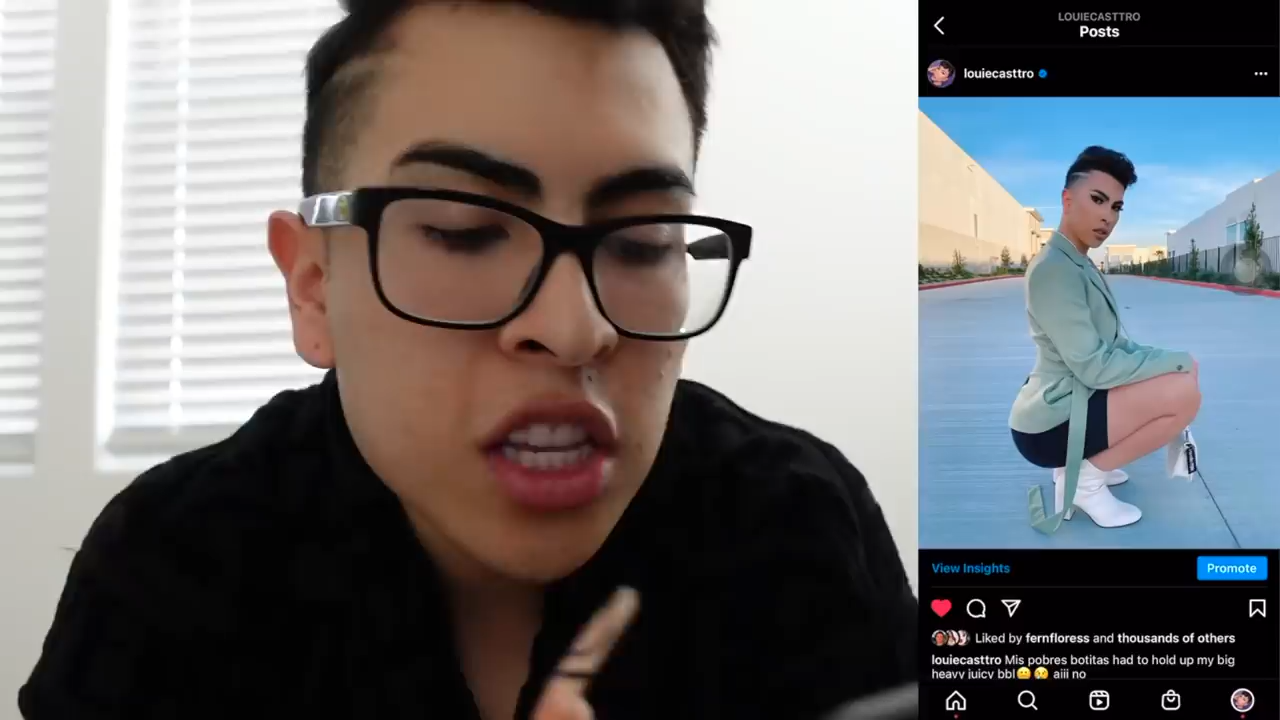 LOUIECASTTRO
Posts
louiecasttro
View Insights
Promote
Liked by fernfloress and thousands of others
louiecasttro Mis pobres botitas had to hold up my big
heavy juicy bbl😐😢 aiii no